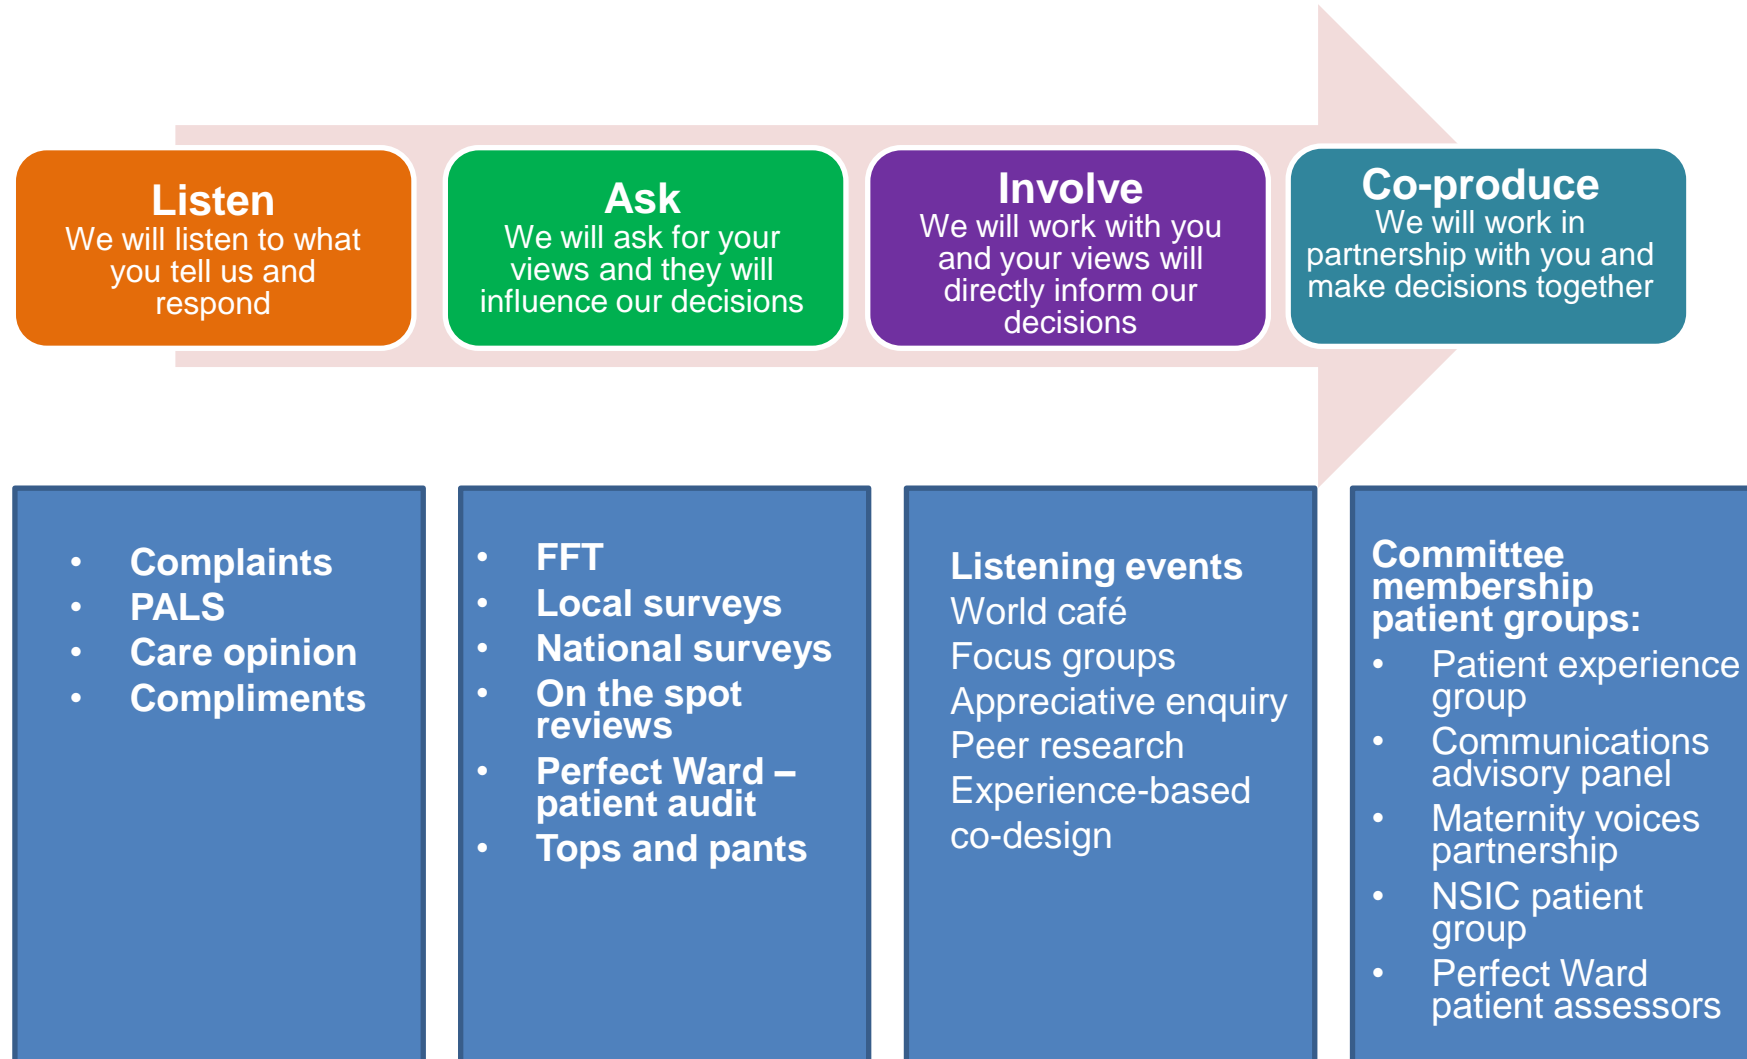 Listen
We will listen to what
you tell us and
respond
Ask
We will ask for your
views and they will
influence our decisions
Involve
We will work with you
and your views will
directly inform our
decisions
Co-produce
We will work in
partnership with you and
make decisions together
• Complaints
• PALS
• Care opinion
• Compliments
• FFT
• Local surveys
• National surveys
• On the spot
reviews
• Perfect Ward –
patient audit
• Tops and pants
Listening events
World café
Focus groups
Appreciative enquiry
Peer research
Experience-based
co-design
Committee
membership
patient groups:
• Patient experience
group
• Communications
advisory panel
• Maternity voices
partnership
• NSIC patient
group
• Perfect Ward
patient assessors